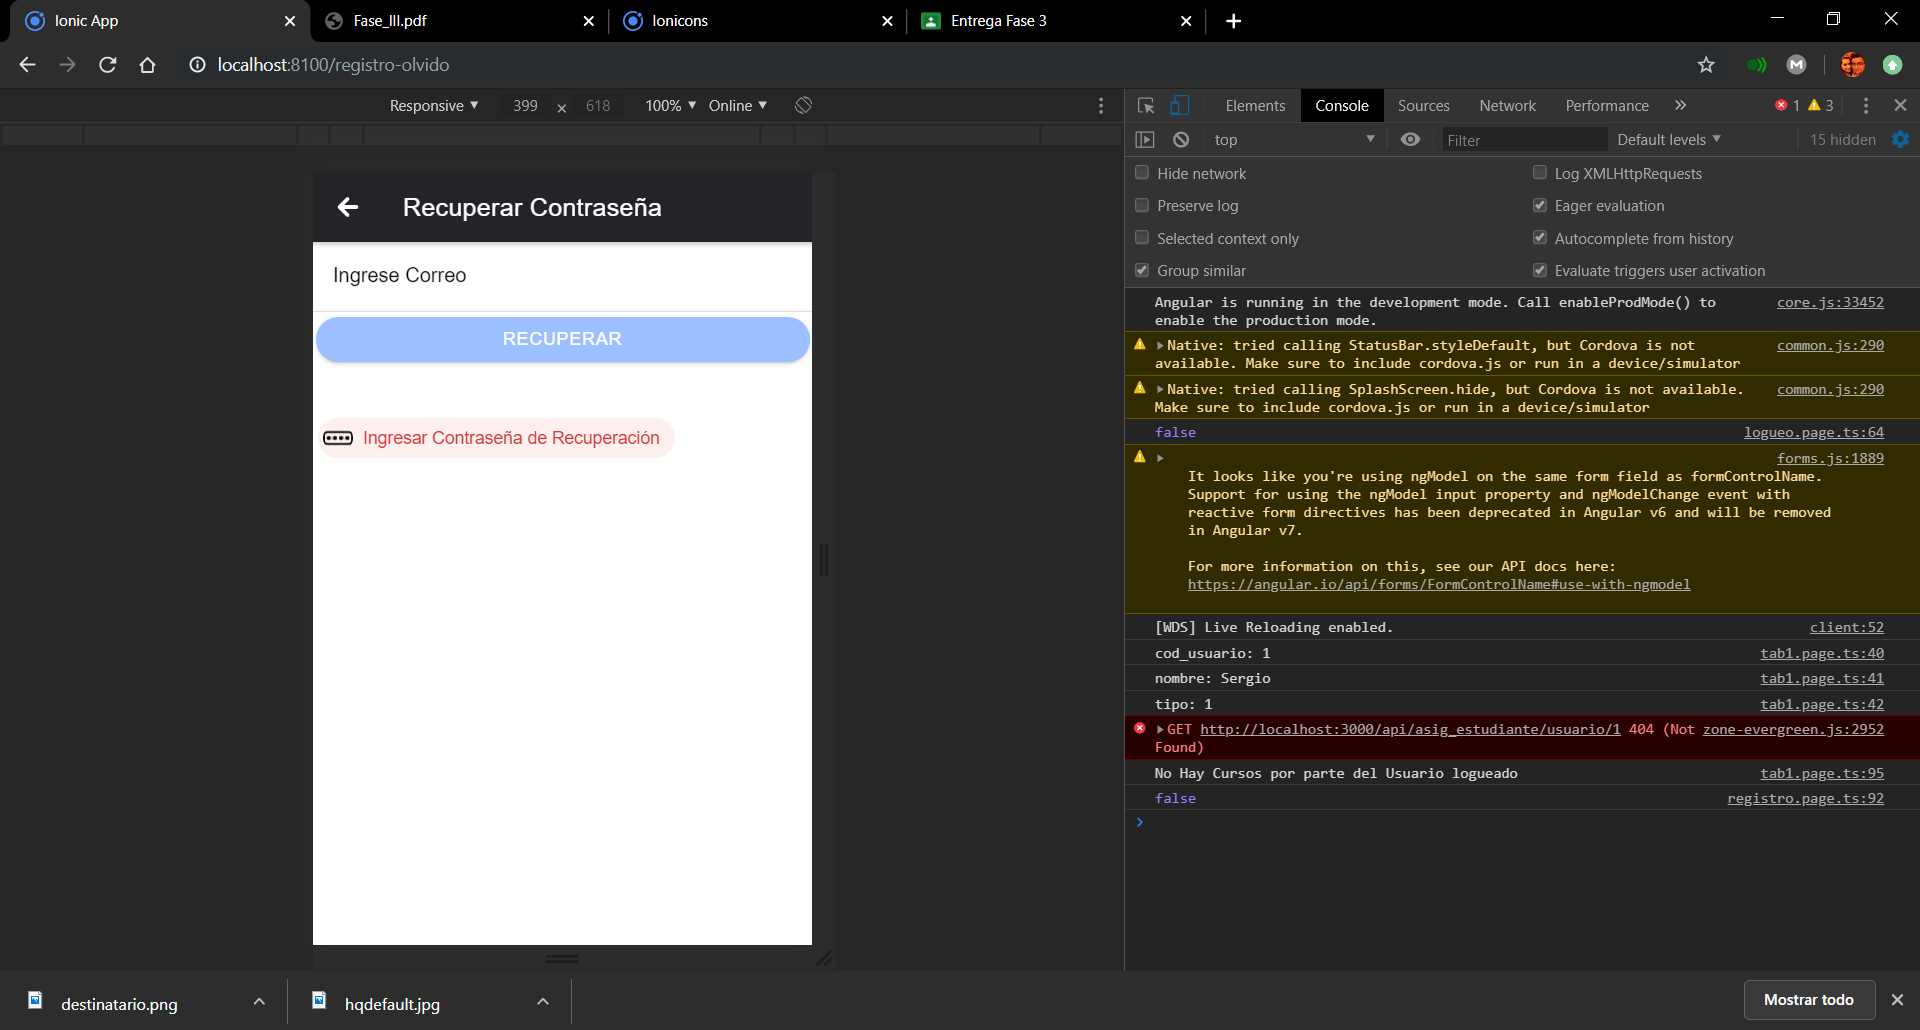 Ionic App
Fase_III.pdf
Ionicons
Entrega Fase 3
localhost:8100/registro-olvido
Responsive
399 x 618
100%
Online
Elements
Console
Sources
Network
Performance
1
3
top
Filter
Default levels
15 hidden
Hide network
Log XMLHttpRequests
Preserve log
Eager evaluation
Selected context only
Autocomplete from history
Group similar
Evaluate triggers user activation
Recuperar Contraseña
Ingrese Correo
RECUPERAR
Ingresar Contraseña de Recuperación
Angular is running in the development mode. Call enableProdMode() to core.js:33452
enable the production mode.
Native: tried calling StatusBar.styleDefault, but Cordova is not common.js:290
available. Make sure to include cordova.js or run in a device/simulator
Native: tried calling SplashScreen.hide, but Cordova is not available. common.js:290
Make sure to include cordova.js or run in a device/simulator
false logueo.page.ts:64
forms.js:1889
It looks like you're using ngModel on the same form field as formControlName.
Support for using the ngModel input property and ngModelChange event with
reactive form directives has been deprecated in Angular v6 and will be removed
in Angular v7.
For more information on this, see our API docs here:
https://angular.io/api/forms/FormControlName#use-with-ngmodel
[WDS] Live Reloading enabled. client:52
cod_usuario: 1 tab1.page.ts:40
nombre: Sergio tab1.page.ts:41
tipo: 1 tab1.page.ts:42
GET http://localhost:3000/api/asig_estudiante/usuario/1 404 (Not zone-evergreen.js:2952
Found)
No Hay Cursos por parte del Usuario logueado tab1.page.ts:95
false registro.page.ts:92
destinatario.png
hqdefault.jpg
Mostrar todo